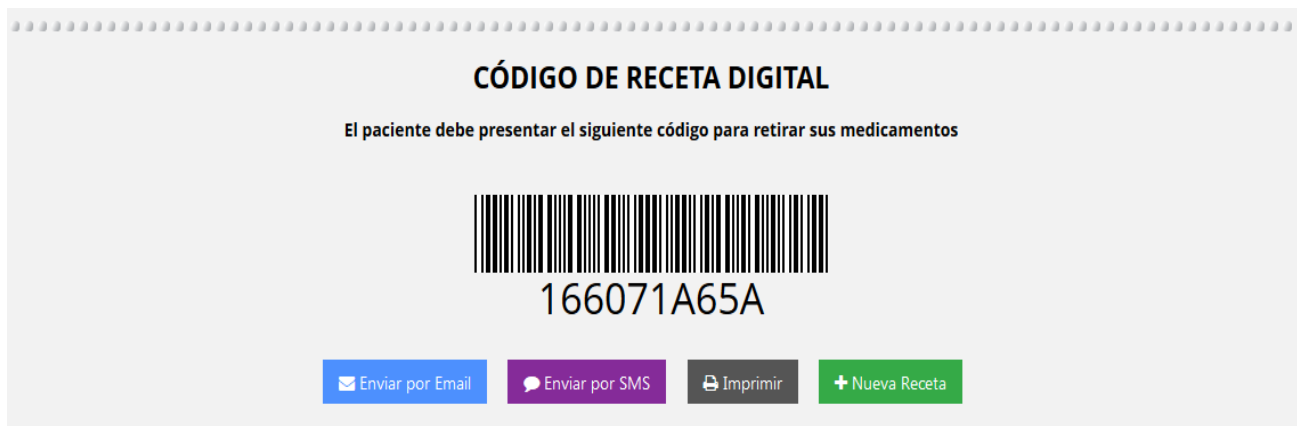 CÓDIGO DE RECETA DIGITAL
El paciente debe presentar el siguiente código para retirar sus medicamentos
166071A65A
Enviar por Email Enviar por SMS Imprimir Nueva Receta